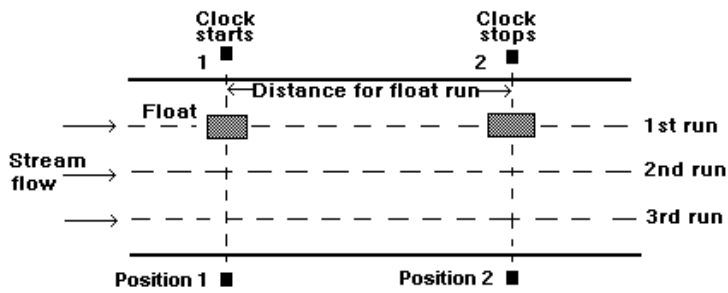 Clock
starts
1
Clock
stops
2
Distance for float run
Float
1st run
Stream
flow
2nd run
3rd run
Position 1
Position 2